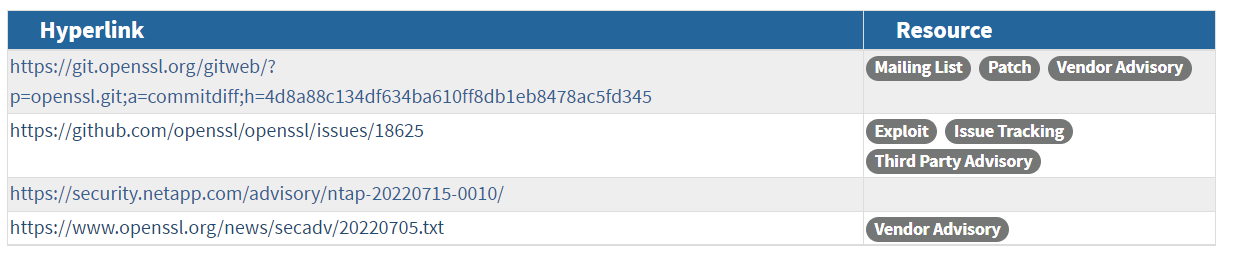 Hyperlink Resource
https://git.openssl.org/gitweb/? Mailing List Patch Vendor Advisory
p=openssl.git;a=commitdiff;h=4d8a88c134df634ba610ff8db1eb8478ac5fd345
https://github.com/openssl/openssl/issues/18625 Exploit Issue Tracking
Third Party Advisory
https://security.netapp.com/advisory/ntap-20220715-0010/
https://www.openssl.org/news/secadv/20220705.txt Vendor Advisory